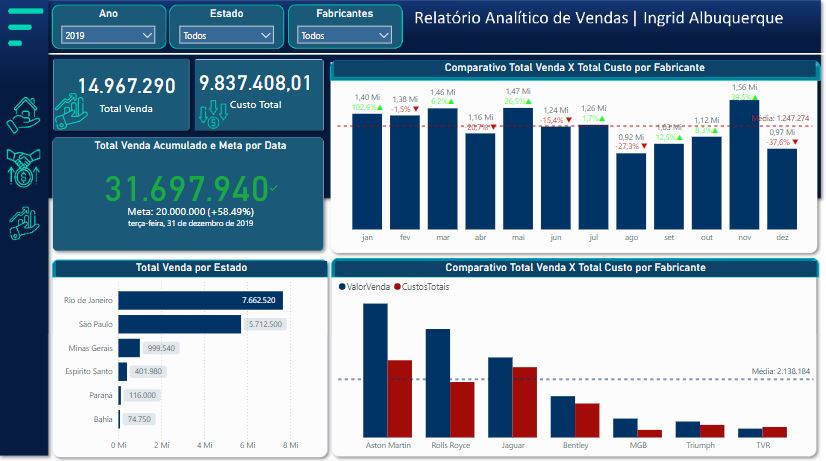 Ano
2019
Estado
Todos
Fabricantes
Todos
Relatório Analítico de Vendas | Ingrid Albuquerque
14.967.290
Total Venda
9.837.408,01
Custo Total
Total Venda Acumulado e Meta por Data
31.697.940
Meta: 20.000.000 (+58.49%)
terça-feira, 31 de dezembro de 2019
Comparativo Total Venda X Total Custo por Fabricante
1,40 Mi
102,6%▲
1,38 Mi
-1,5%▼
1,46 Mi
6,2%▲
1,16 Mi
-20,7%▼
1,47 Mi
26,5%▲
1,24 Mi
-15,4%▼
1,26 Mi
1,7%▲
0,92 Mi
-27,3%▼
1,03 Mi
12,5%▲
1,12 Mi
8,3%▲
1,56 Mi
39,5%▲
0,97 Mi
-37,6%▼
Média: 1.247.274
jan fev mar abr mai jun jul ago set out nov dez
Total Venda por Estado
Rio de Janeiro 7.662.520
São Paulo 5.712.500
Minas Gerais 999.540
Espírito Santo 401.980
Paraná 116.000
Bahia 74.750
0 Mi 2 Mi 4 Mi 6 Mi 8 Mi
Comparativo Total Venda X Total Custo por Fabricante
ValorVenda CustosTotais
Média: 2.138.184
Aston Martin Rolls Royce Jaguar Bentley MGB Triumph TVR